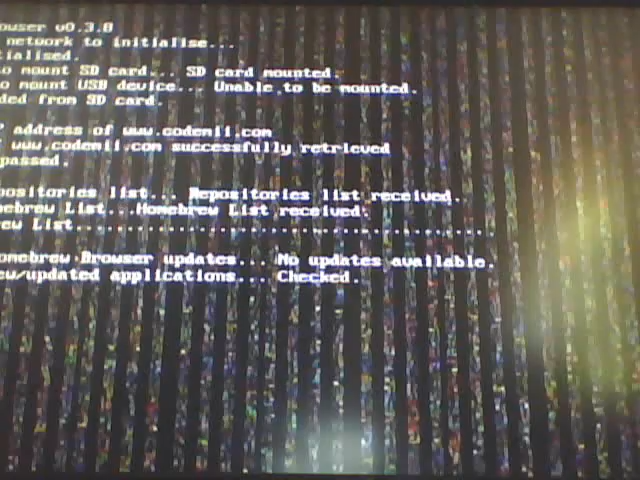 owser v0.3.8
network to initialise...
tialised.
o mount SD card... SD card mounted.
o mount USB device... Unable to be mounted.
ded from SD card.
address of www.codemii.com
www.codemii.com successfully retrieved
passed.
positories list... Repositories list received.
mebrew List...Homebrew List received.
ew List.............................................
omebrew Browser updates... No updates available.
ew/updated applications... Checked.